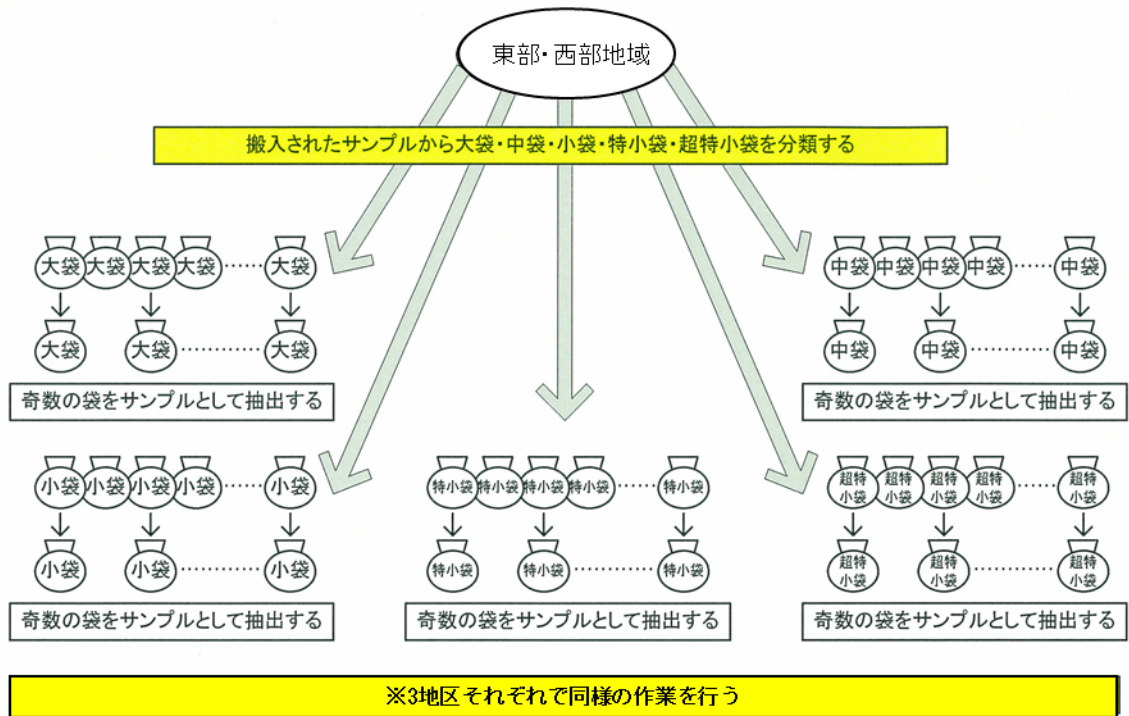 東部・西部地域
搬入されたサンプルから大袋・中袋・小袋・特小袋・超特小袋を分類する
大袋 大袋 大袋 大袋 …… 大袋
大袋 大袋 ………… 大袋
奇数の袋をサンプルとして抽出する
中袋 中袋 中袋 中袋 …… 中袋
中袋 中袋 ………… 中袋
奇数の袋をサンプルとして抽出する
小袋 小袋 小袋 小袋 …… 小袋
小袋 小袋 ………… 小袋
奇数の袋をサンプルとして抽出する
特小袋 特小袋 特小袋 特小袋 …… 特小袋
特小袋 特小袋 ………… 特小袋
奇数の袋をサンプルとして抽出する
超特小袋 超特小袋 超特小袋 超特小袋 …… 超特小袋
超特小袋 超特小袋 ………… 超特小袋
奇数の袋をサンプルとして抽出する
※3地区それぞれで同様の作業を行う